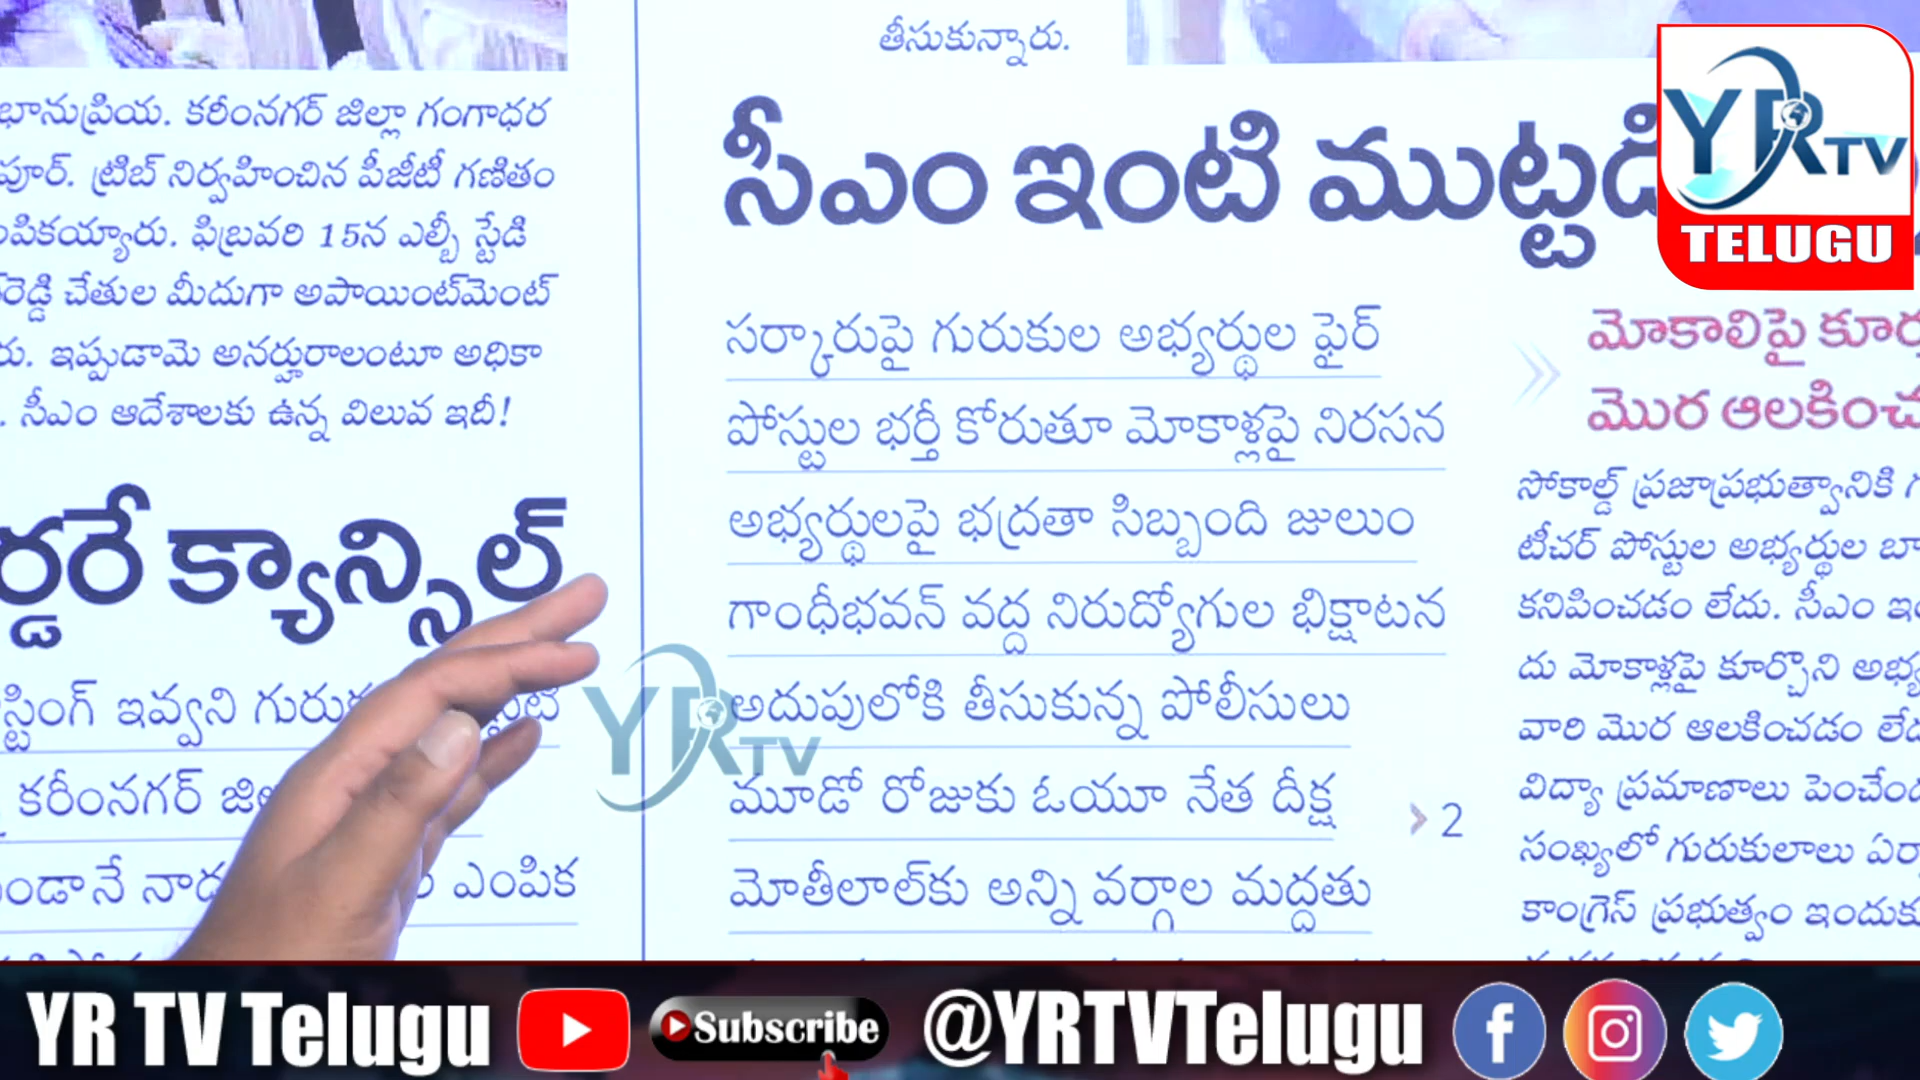 తీసుకున్నారు.
భానుప్రియ. కరీంనగర్ జిల్లా గంగాధర
పూర్. ట్రిబ్ నిర్వహించిన పీజీటీ గణితం
ంపికయ్యారు. ఫిబ్రవరి 15న ఎల్బీ స్టేడి
రెడ్డి చేతుల మీదుగా అపాయింట్‌మెంట్
రు. ఇప్పుడామె అనర్హురాలంటూ అధికా
. సీఎం ఆదేశాలకు ఉన్న విలువ ఇదీ!
ర్డరే క్యాన్సిల్
స్టింగ్ ఇవ్వని
కరీంనగర్
ండానే
ఎంపిక
సీఎం ఇంటి ముట్టడి
సర్కారుపై గురుకుల అభ్యర్థుల ఫైర్
పోస్టుల భర్తీ కోరుతూ మోకాళ్లపై నిరసన
అభ్యర్థులపై భద్రతా సిబ్బంది జులుం
గాంధీభవన్ వద్ద నిరుద్యోగుల భిక్షాటన
అదుపులోకి తీసుకున్న పోలీసులు
మూడో రోజుకు ఓయూ నేత దీక్ష
మోతీలాల్‌కు అన్ని వర్గాల మద్దతు
2
మోకాలిపై కూర్చ
మొర ఆలకించ
సోకాల్డ్ ప్రజాప్రభుత్వానికి గ
టీచర్ పోస్టుల అభ్యర్థుల బా
కనిపించడం లేదు. సీఎం ఇం
దు మోకాళ్లపై కూర్చొని అభ్య
వారి మొర ఆలకించడం లేదు
విద్యా ప్రమాణాలు పెంచేం
సంఖ్యలో గురుకులాలు ఏర్పా
కాంగ్రెస్ ప్రభుత్వం ఇందుకు
YR TV
TELUGU
YR TV
YR TV Telugu
Subscribe
@YRTVTelugu